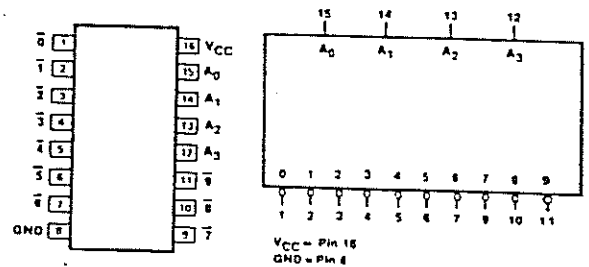 0̅ 1 16 VCC
1̅ 2 15 A0
2̅ 3 14 A1
3̅ 4 13 A2
4̅ 5 12 A3
5̅ 6 11 9̅
6̅ 7 10 8̅
GND 8 9 7̅
15 14 13 12
A0 A1 A2 A3
0 1 2 3 4 5 6 7 8 9
1 2 3 4 5 6 7 9 10 11
VCC = Pin 16
GND = Pin 8